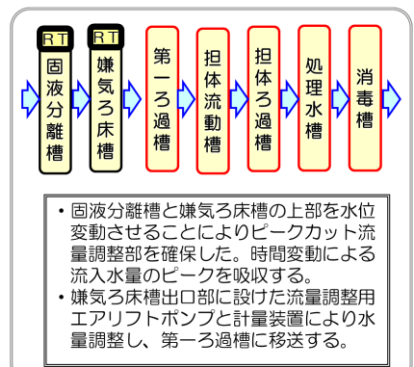 RT
固液分離槽
RT
嫌気ろ床槽
第一ろ過槽
担体流動槽
担体ろ過槽
処理水槽
消毒槽
・固液分離槽と嫌気ろ床槽の上部を水位
変動させることによりピークカット流
量調整部を確保した。時間変動による
流入水量のピークを吸収する。
・嫌気ろ床槽出口部に設けた流量調整用
エアリフトポンプと計量装置により水
量調整し、第一ろ過槽に移送する。